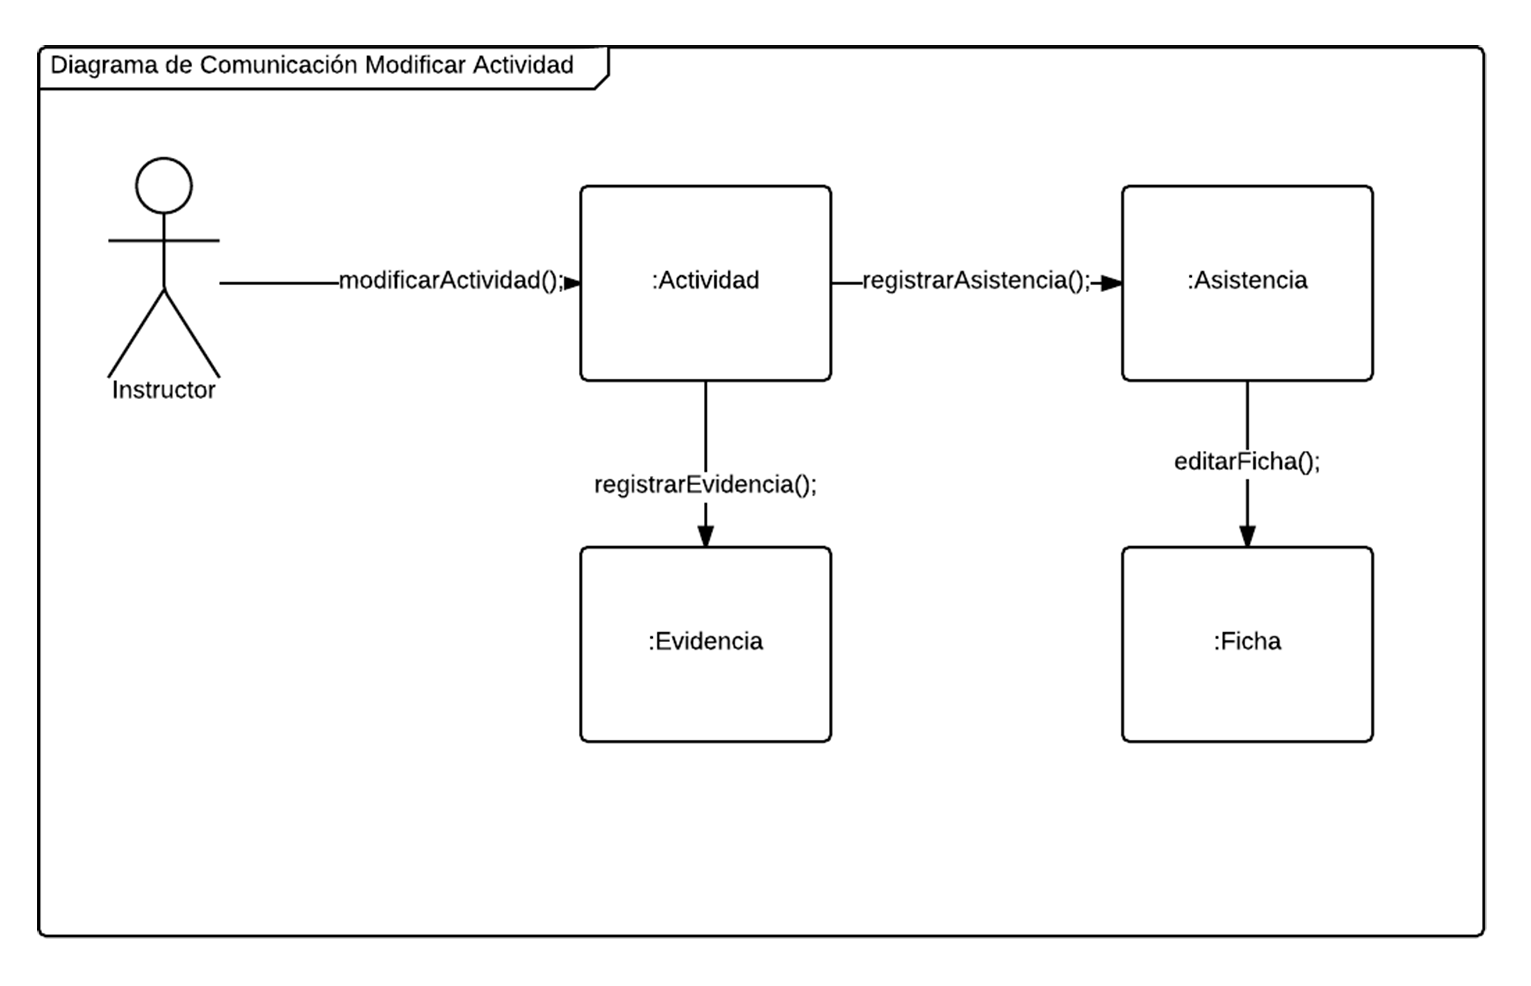 Diagrama de Comunicación Modificar Actividad
modificarActividad();
:Actividad
registrarAsistencia();
:Asistencia
Instructor
editarFicha();
registrarEvidencia();
:Evidencia
:Ficha